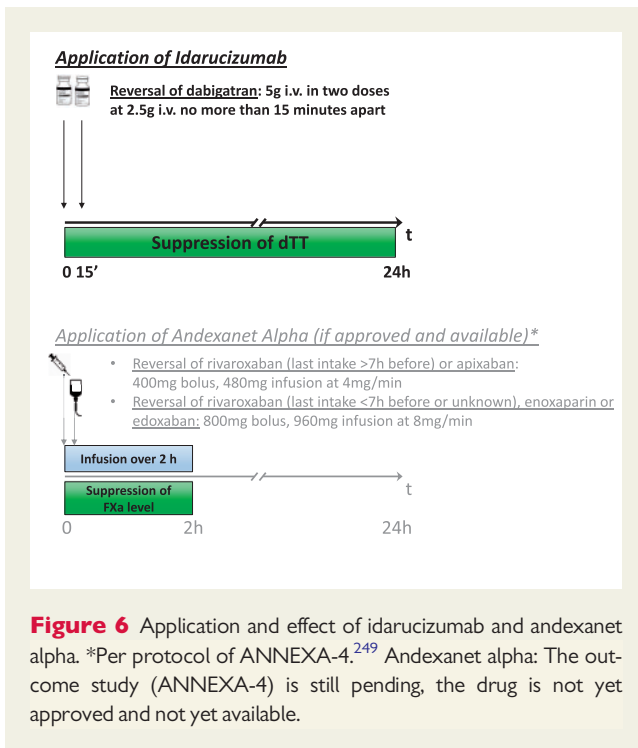 Application of Idarucizumab
Reversal of dabigatran: 5g i.v. in two doses
at 2.5g i.v. no more than 15 minutes apart
t
Suppression of dTT
0 15’ 24h
Application of Andexanet Alpha (if approved and available)*
• Reversal of rivaroxaban (last intake >7h before) or apixaban:
400mg bolus, 480mg infusion at 4mg/min
• Reversal of rivaroxaban (last intake <7h before or unknown), enoxaparin or
edoxaban: 800mg bolus, 960mg infusion at 8mg/min
Infusion over 2 h
t
Suppression of
FXa level
0 2h 24h
Figure 6 Application and effect of idarucizumab and andexanet
alpha. *Per protocol of ANNEXA-4.249 Andexanet alpha: The out-
come study (ANNEXA-4) is still pending, the drug is not yet
approved and not yet available.